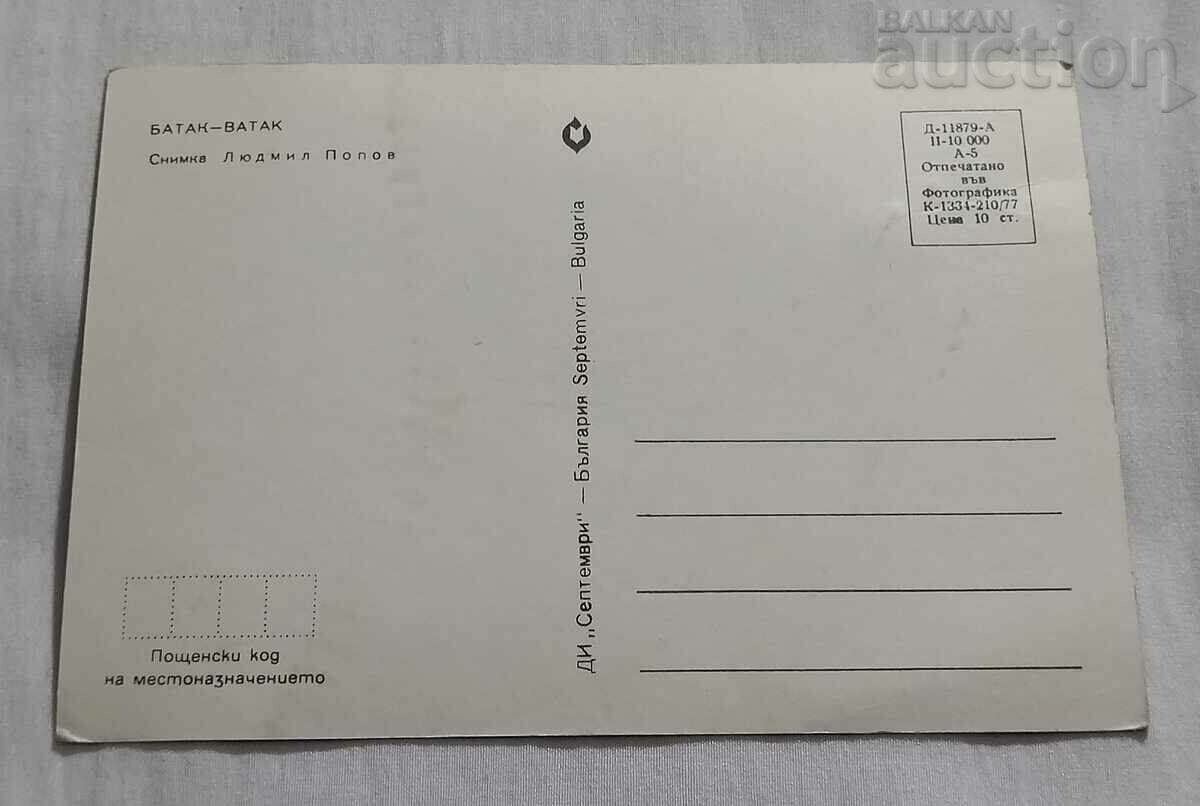 BALKAN
auction
БАТАК—ВАТАК
Снимка Людмил Попов
Д-11879-А
II-10 000
А-5
Отпечатано
във
Фотографика
К-1334-210/77
Цена 10 ст.
ДИ „Септември" — България Septemvri — Bulgaria
Пощенски код
на местоназначението